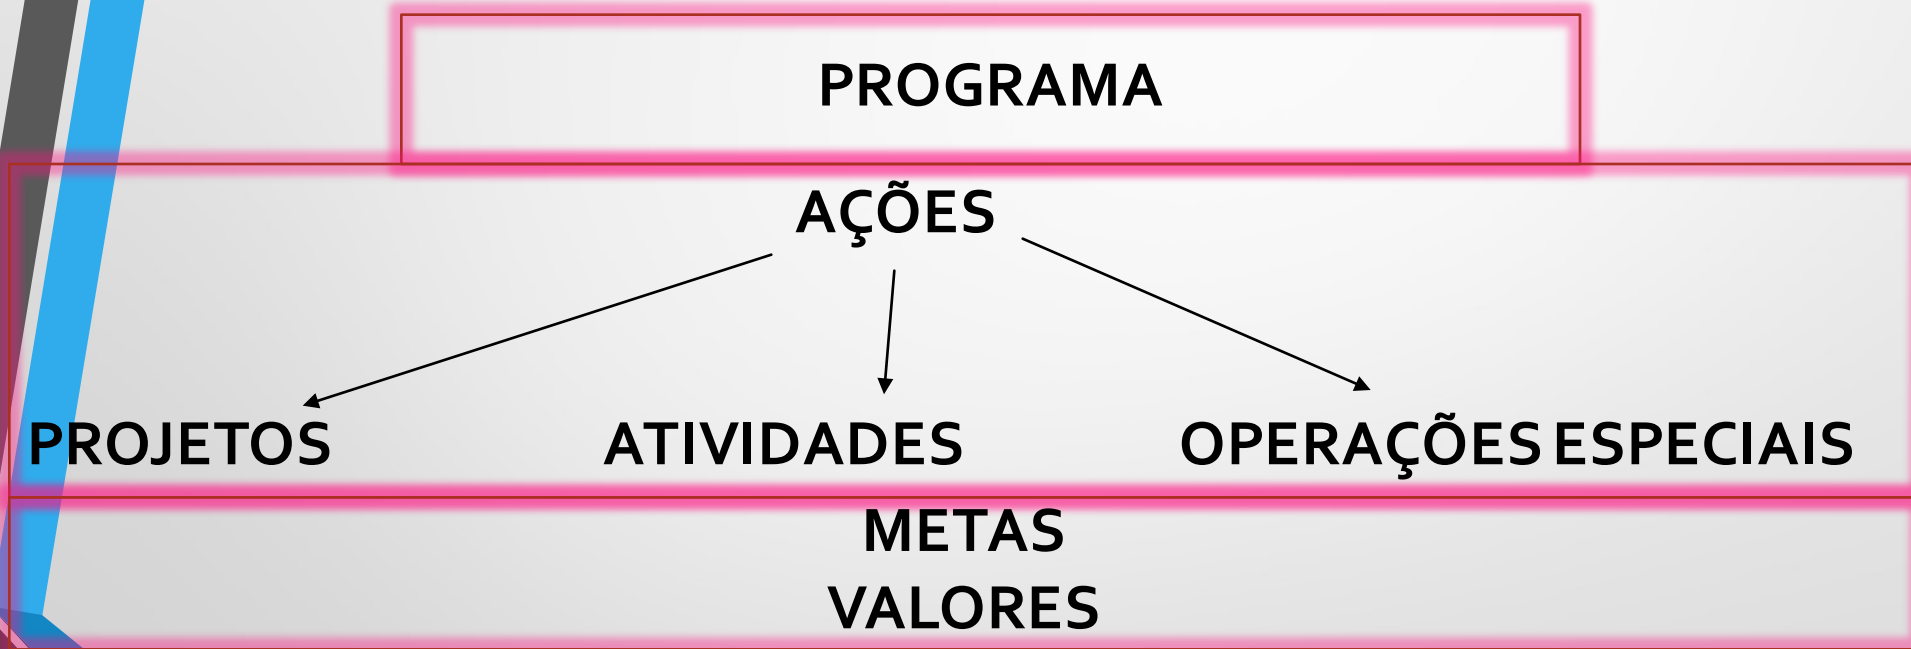 PROGRAMA
AÇÕES
PROJETOS ATIVIDADES OPERAÇÕES ESPECIAIS
METAS
VALORES